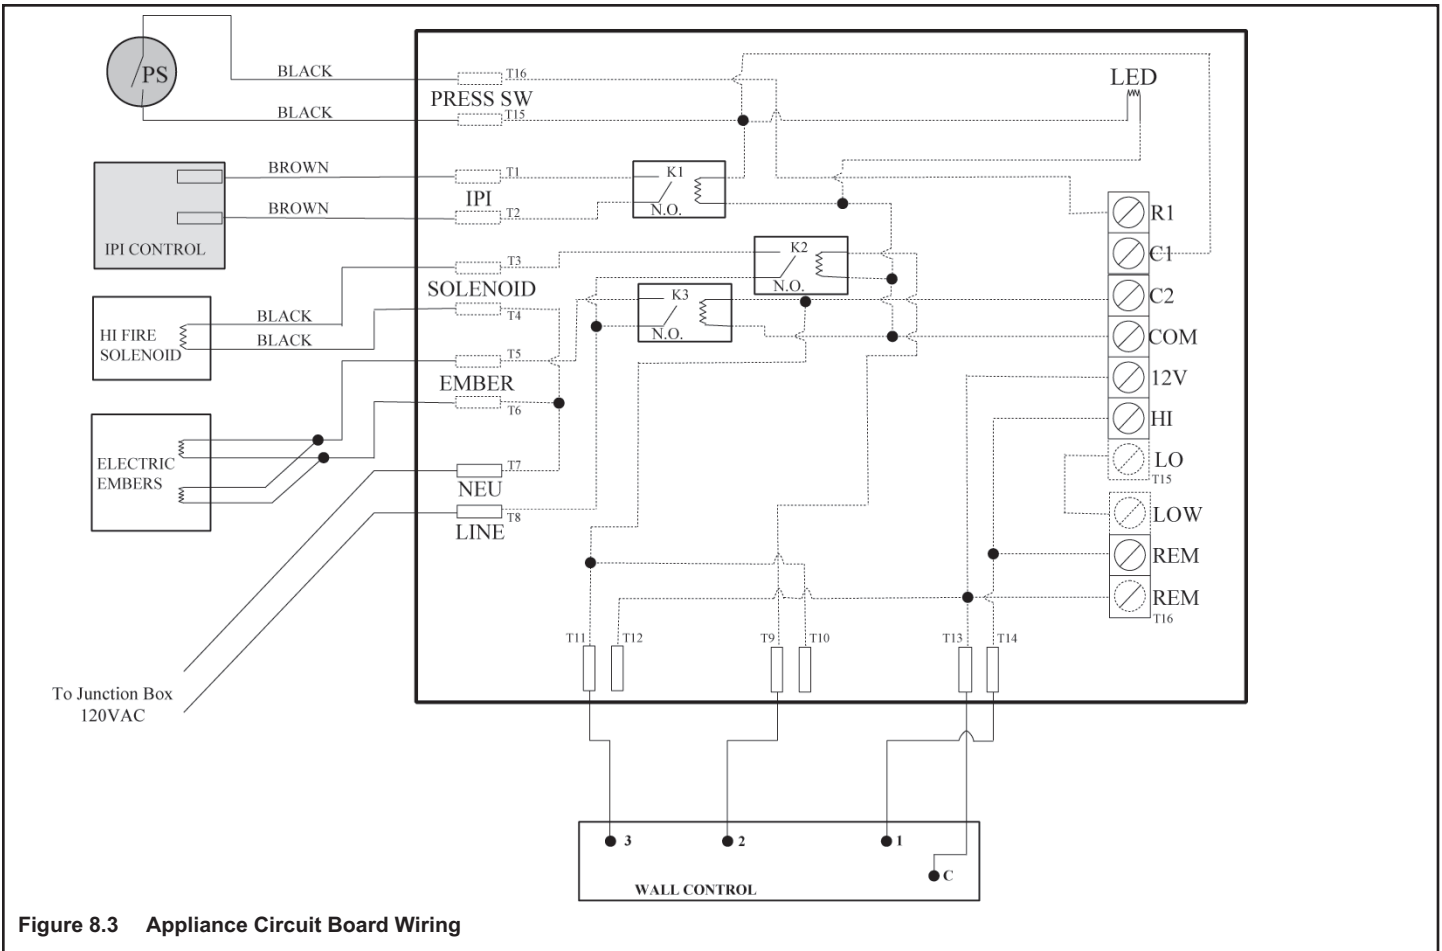 PS
BLACK
T16
PRESS SW
BLACK
T15
LED
BROWN
T1
K1
IPI
BROWN
T2
N.O.
IPI CONTROL
R1
C1
C2
COM
12V
HI
LO
T15
LOW
REM
REM
T16
T3
K2
SOLENOID
N.O.
BLACK
T4
K3
HI FIRE
SOLENOID
BLACK
N.O.
T5
EMBER
T6
ELECTRIC
EMBERS
T7
NEU
T8
LINE
T11
T12
T9
T10
T13
T14
To Junction Box
120VAC
3
2
1
C
WALL CONTROL
Figure 8.3 Appliance Circuit Board Wiring